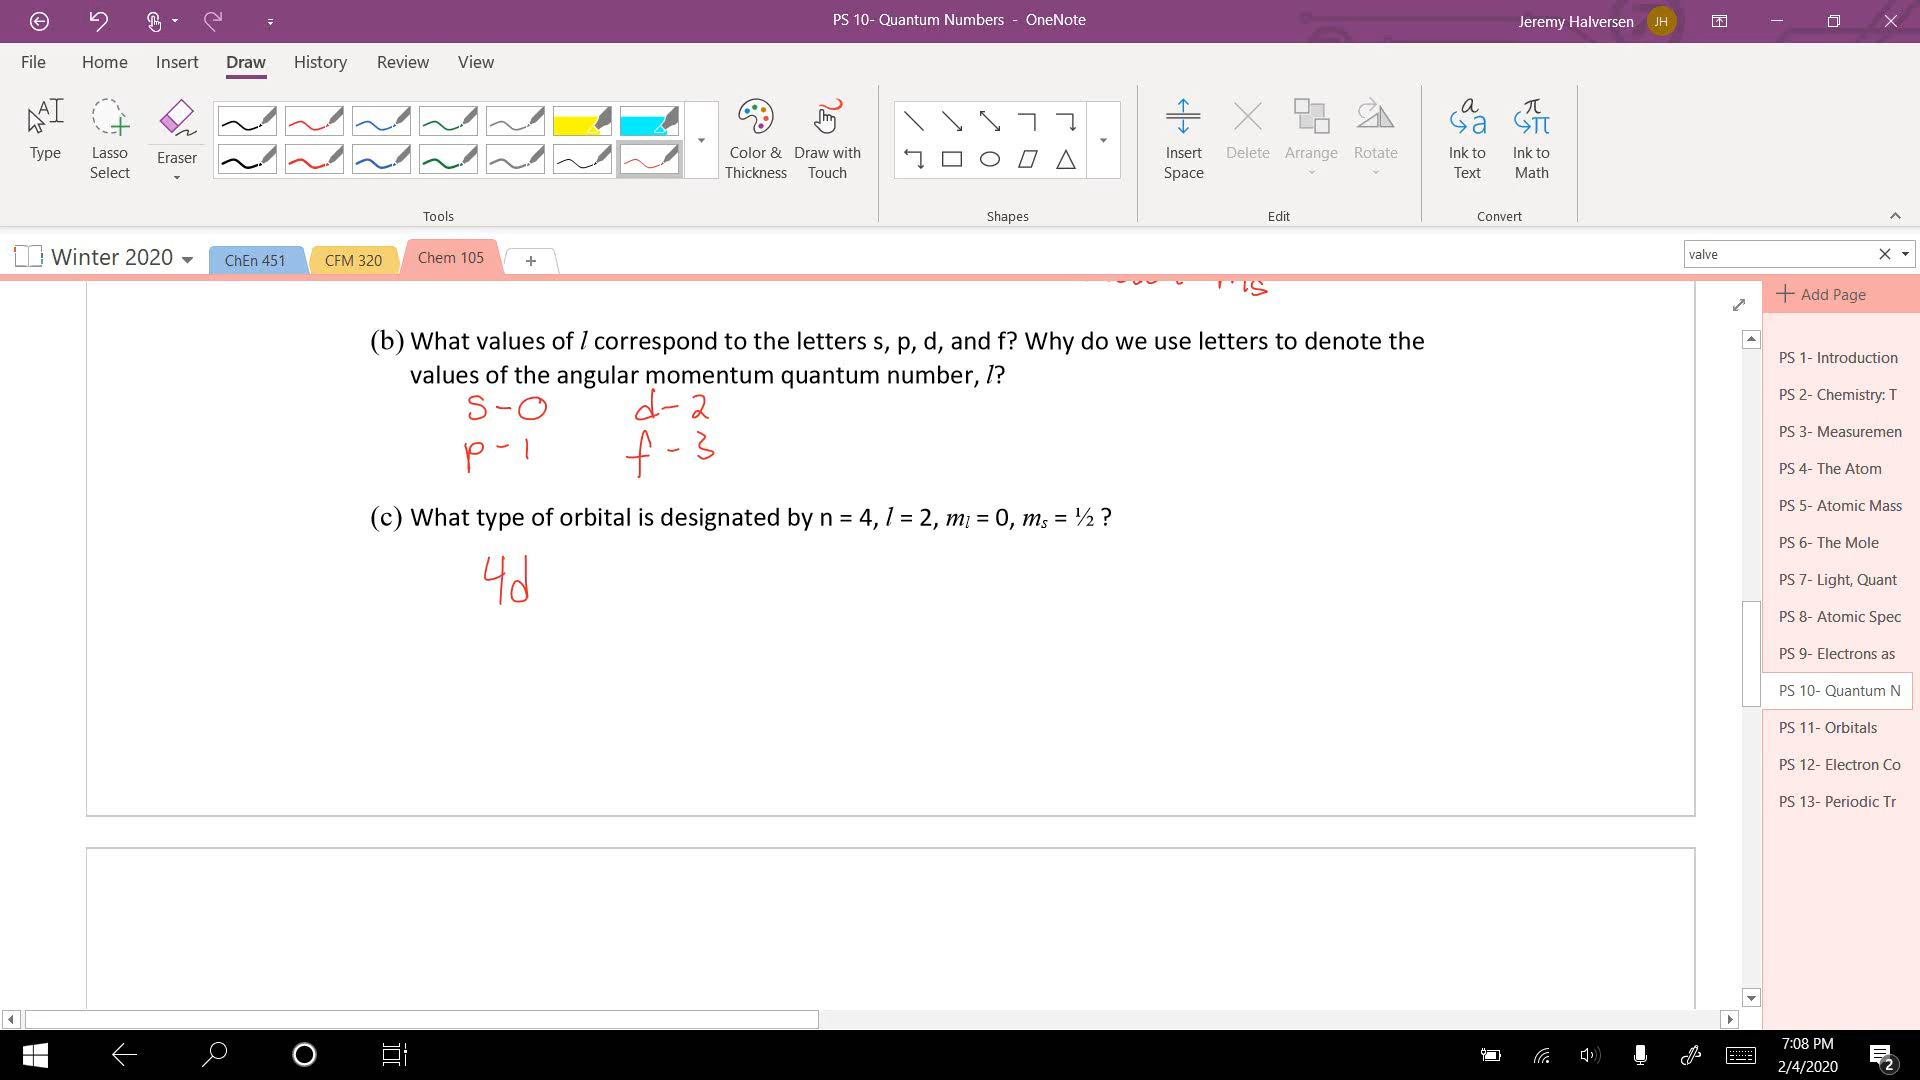 PS 10- Quantum Numbers - OneNote
Jeremy Halversen JH
File Home Insert Draw History Review View
Type
Lasso Select
Eraser
Color & Thickness
Draw with Touch
Insert Space
Delete
Arrange
Rotate
Ink to Text
Ink to Math
Tools
Shapes
Edit
Convert
Winter 2020
ChEn 451
CFM 320
Chem 105
valve
Add Page
ms
(b) What values of l correspond to the letters s, p, d, and f? Why do we use letters to denote the
values of the angular momentum quantum number, l?
s - 0 d - 2
p - 1 f - 3
(c) What type of orbital is designated by n = 4, l = 2, ml = 0, ms = ½ ?
4d
PS 1- Introduction
PS 2- Chemistry: T
PS 3- Measuremen
PS 4- The Atom
PS 5- Atomic Mass
PS 6- The Mole
PS 7- Light, Quant
PS 8- Atomic Spec
PS 9- Electrons as
PS 10- Quantum N
PS 11- Orbitals
PS 12- Electron Co
PS 13- Periodic Tr
7:08 PM
2/4/2020
2